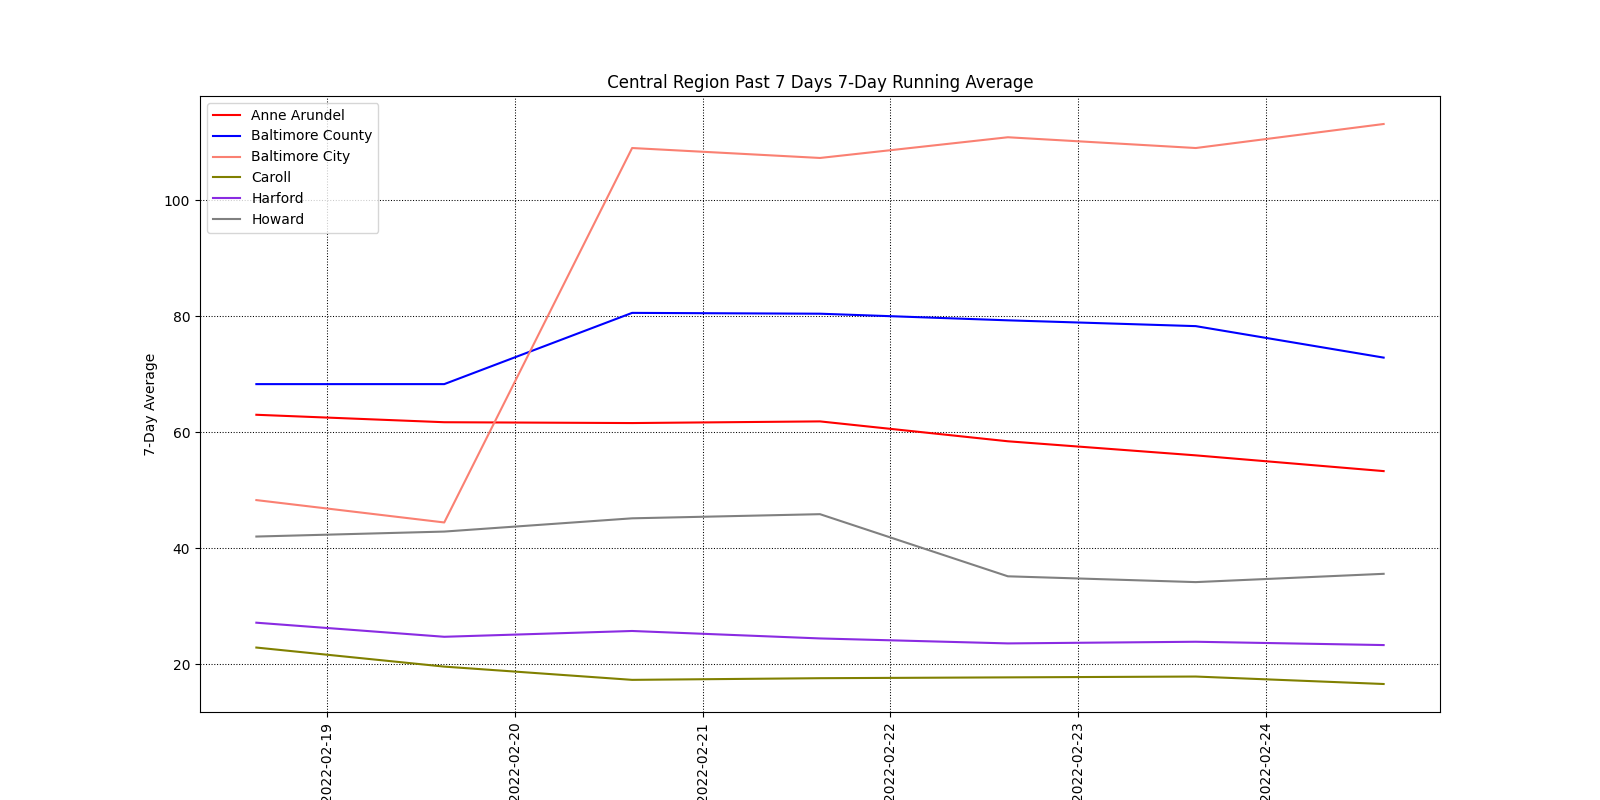 Central Region Past 7 Days 7-Day Running Average
Anne Arundel
Baltimore County
Baltimore City
Caroll
Harford
Howard
7-Day Average
100
80
60
40
20
2022-02-19
2022-02-20
2022-02-21
2022-02-22
2022-02-23
2022-02-24